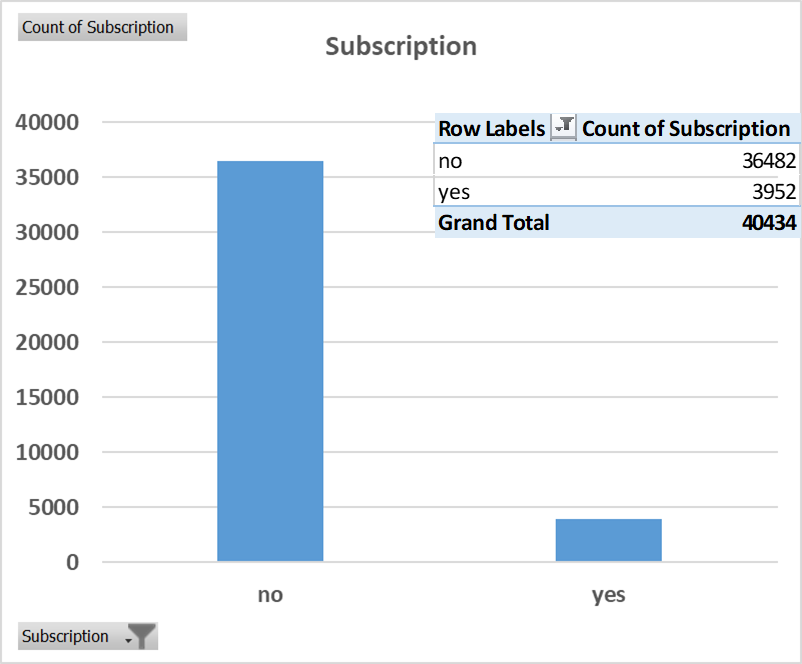 Count of Subscription
Subscription
40000
35000
30000
25000
20000
15000
10000
5000
0
Row Labels Count of Subscription
no 36482
yes 3952
Grand Total 40434
no yes
Subscription